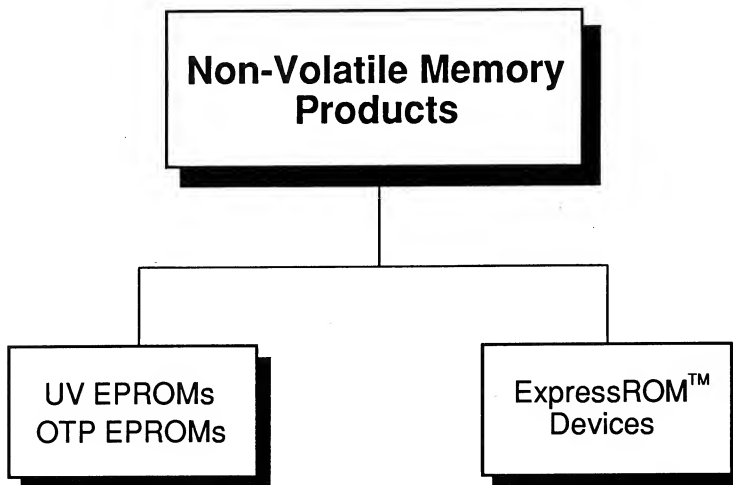 Non-Volatile Memory
Products
UV EPROMs
OTP EPROMs
ExpressROM™
Devices